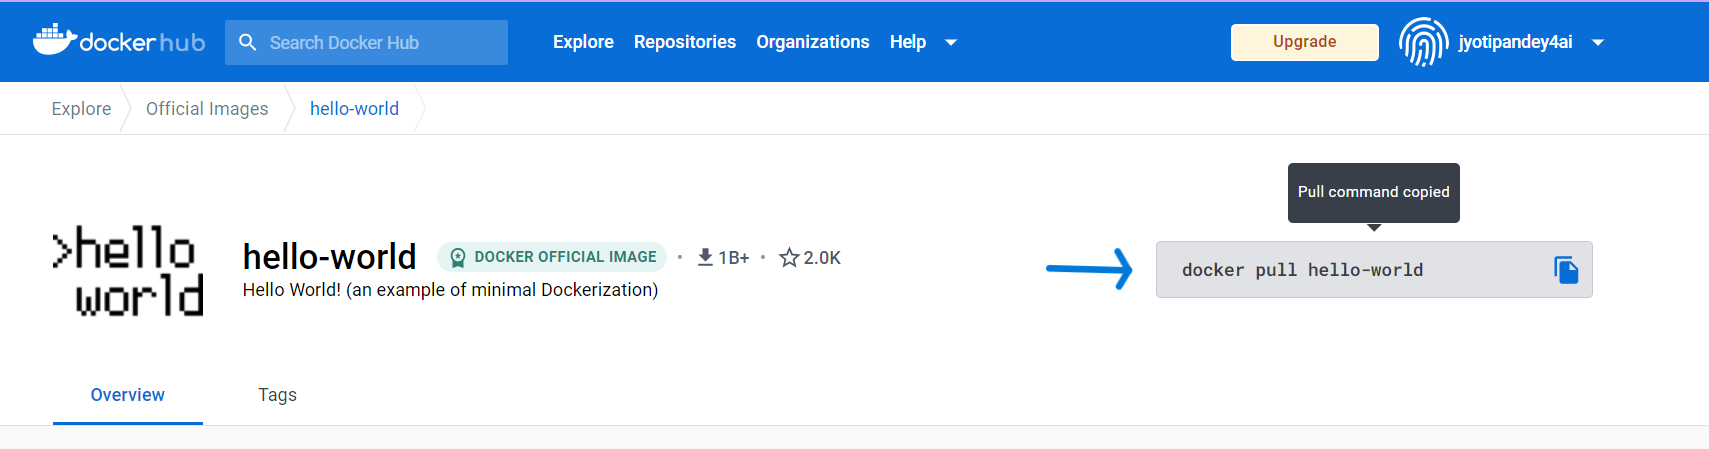 docker hub Search Docker Hub Explore Repositories Organizations Help Upgrade jyotipandey4ai
Explore Official Images hello-world
Pull command copied
>hello
world
hello-world DOCKER OFFICIAL IMAGE • 1B+ • 2.0K
Hello World! (an example of minimal Dockerization)
docker pull hello-world
Overview Tags